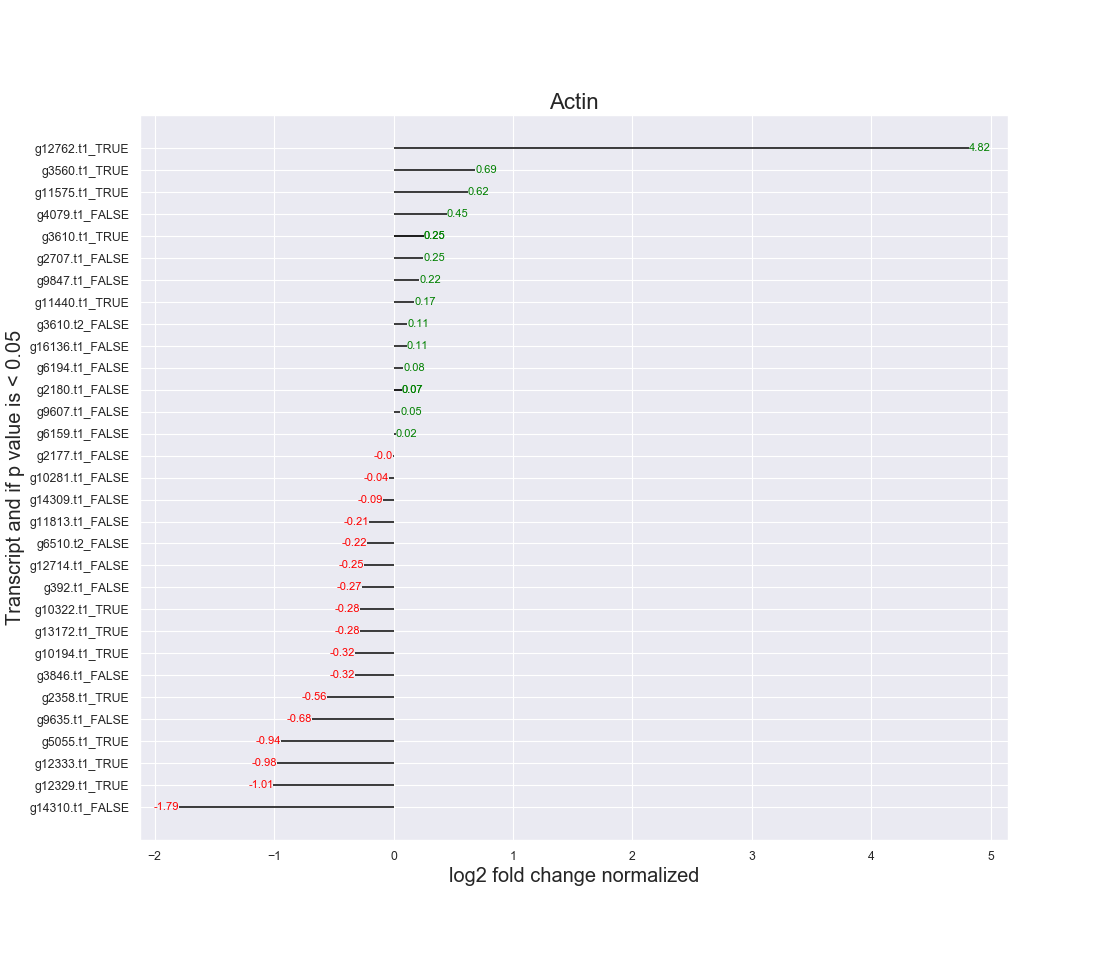 Actin
Transcript and if p value is < 0.05
g12762.t1_TRUE 4.82
g3560.t1_TRUE 0.69
g11575.t1_TRUE 0.62
g4079.t1_FALSE 0.45
g3610.t1_TRUE 0.25
g2707.t1_FALSE 0.25
g9847.t1_FALSE 0.22
g11440.t1_TRUE 0.17
g3610.t2_FALSE 0.11
g16136.t1_FALSE 0.11
g6194.t1_FALSE 0.08
g2180.t1_FALSE 0.07
g9607.t1_FALSE 0.05
g6159.t1_FALSE 0.02
g2177.t1_FALSE -0.0
g10281.t1_FALSE -0.04
g14309.t1_FALSE -0.09
g11813.t1_FALSE -0.21
g6510.t2_FALSE -0.22
g12714.t1_FALSE -0.25
g392.t1_FALSE -0.27
g10322.t1_TRUE -0.28
g13172.t1_TRUE -0.28
g10194.t1_TRUE -0.32
g3846.t1_FALSE -0.32
g2358.t1_TRUE -0.56
g9635.t1_FALSE -0.68
g5055.t1_TRUE -0.94
g12333.t1_TRUE -0.98
g12329.t1_TRUE -1.01
g14310.t1_FALSE -1.79
−2 −1 0 1 2 3 4 5
log2 fold change normalized